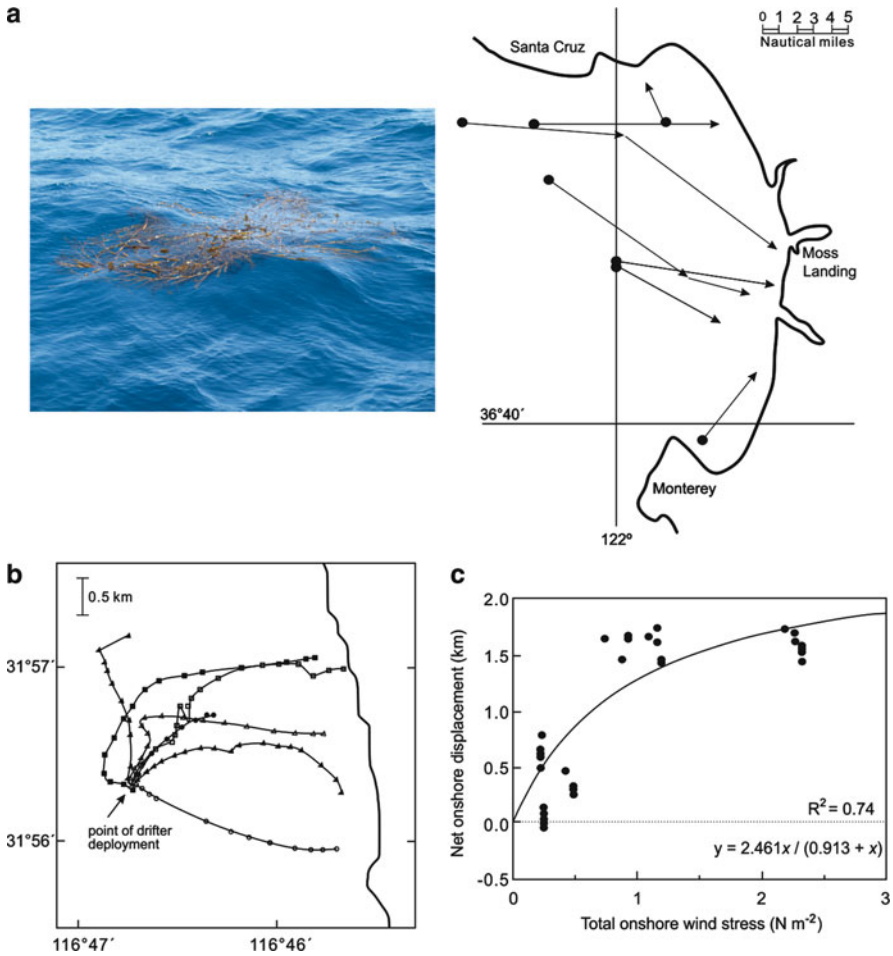 a
0 1 2 3 4 5
Nautical miles
Santa Cruz
Moss
Landing
36°40´
Monterey
122°
b
0.5 km
31°57´
point of drifter
deployment
31°56´
116°47´
116°46´
c
Net onshore displacement (km)
2.0
1.5
1.0
0.5
0.0
-0.5
R² = 0.74
y = 2.461x / (0.913 + x)
0
1
2
3
Total onshore wind stress (N m⁻²)